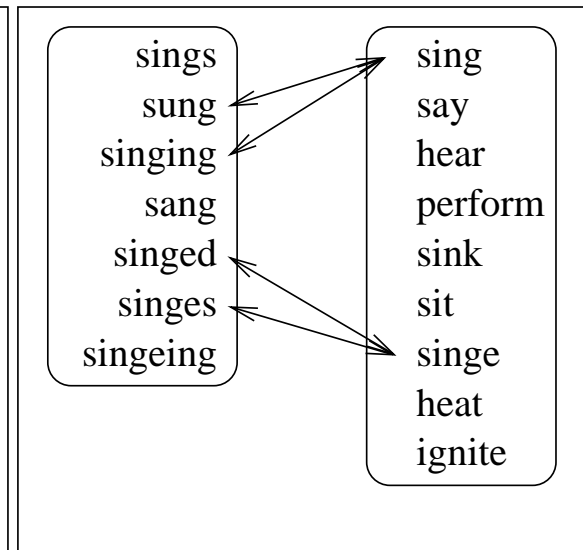 sings
sung
singing
sang
singed
singes
singeing
sing
say
hear
perform
sink
sit
singe
heat
ignite